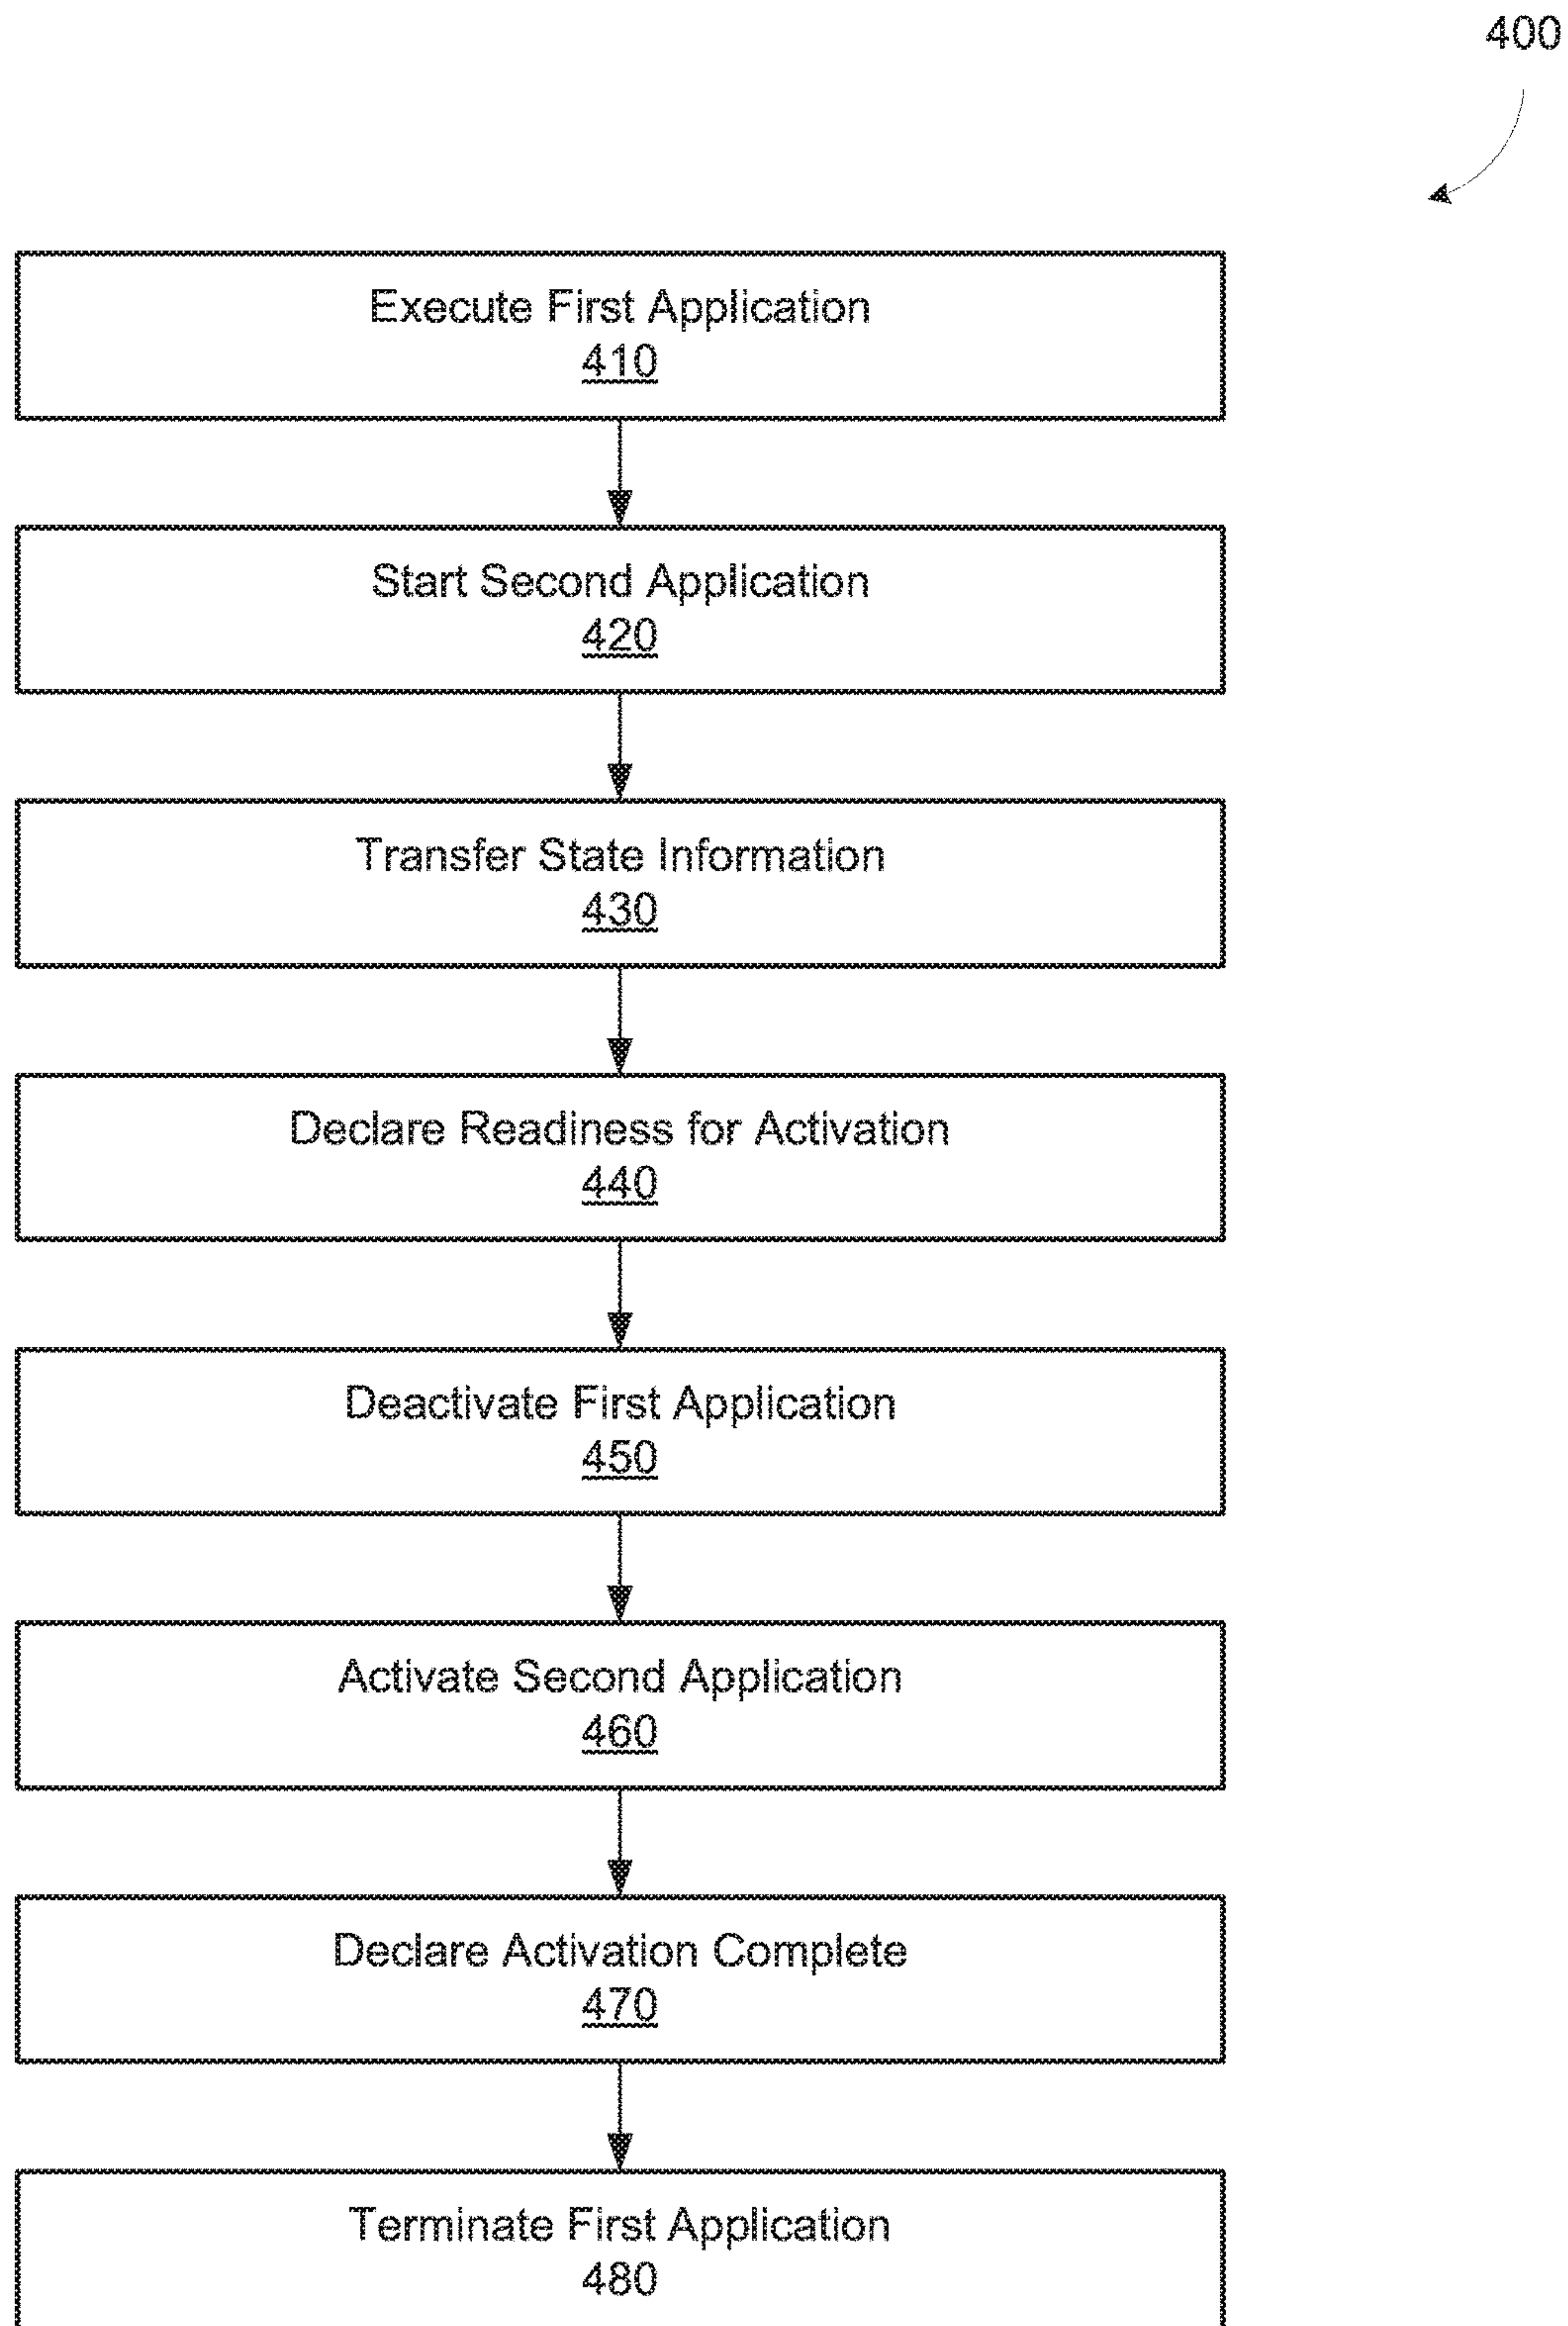 400
Execute First Application
410
Start Second Application
420
Transfer State Information
430
Declare Readiness for Activation
440
Deactivate First Application
450
Activate Second Application
460
Declare Activation Complete
470
Terminate First Application
480